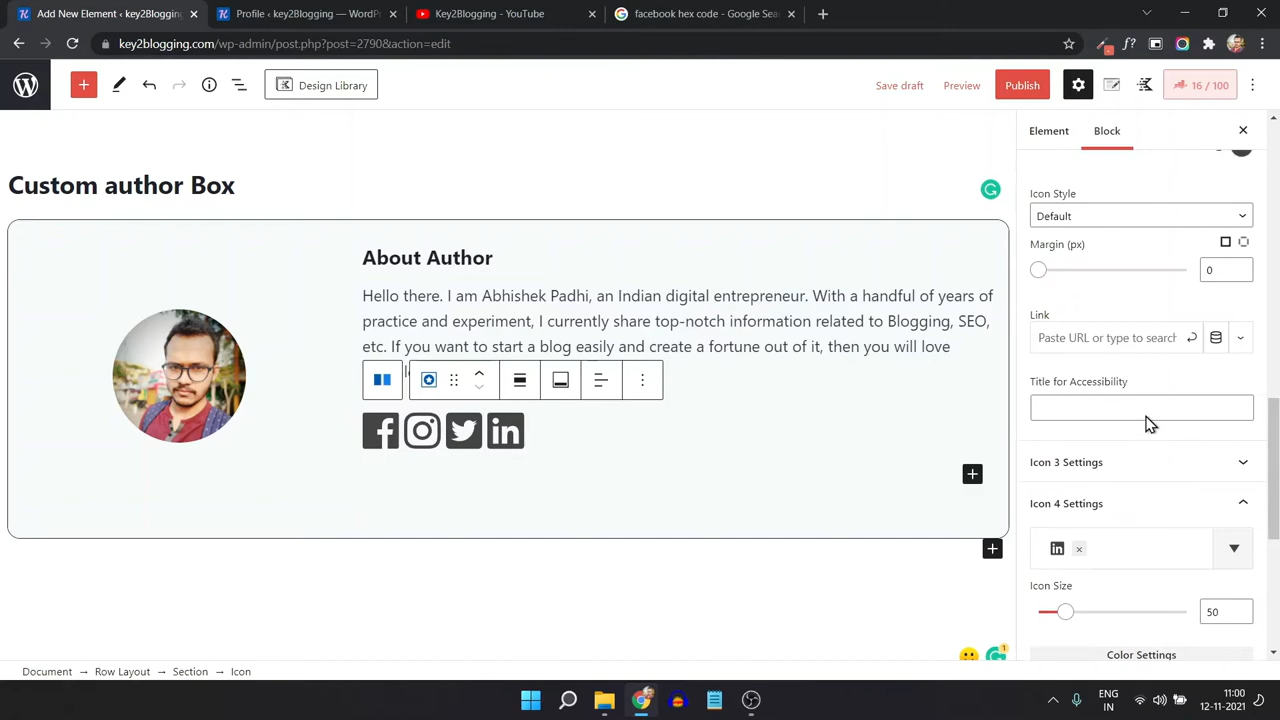 Add New Element ‹ key2Blogging
Profile ‹ key2Blogging — WordPr
Key2Blogging - YouTube
facebook hex code - Google Sea
key2blogging.com/wp-admin/post.php?post=2790&action=edit
Design Library
Save draft
Preview
Publish
16 / 100
Element
Block
Custom author Box
Icon Style
Default
Margin (px)
0
About Author
Hello there. I am Abhishek Padhi, an Indian digital entrepreneur. With a handful of years of
practice and experiment, I currently share top-notch information related to Blogging, SEO,
etc. If you want to start a blog easily and create a fortune out of it, then you will love
Link
Paste URL or type to search
Title for Accessibility
Icon 3 Settings
Icon 4 Settings
Icon Size
50
Color Settings
Document → Row Layout → Section → Icon
1
ENG
IN
11:00
12-11-2021